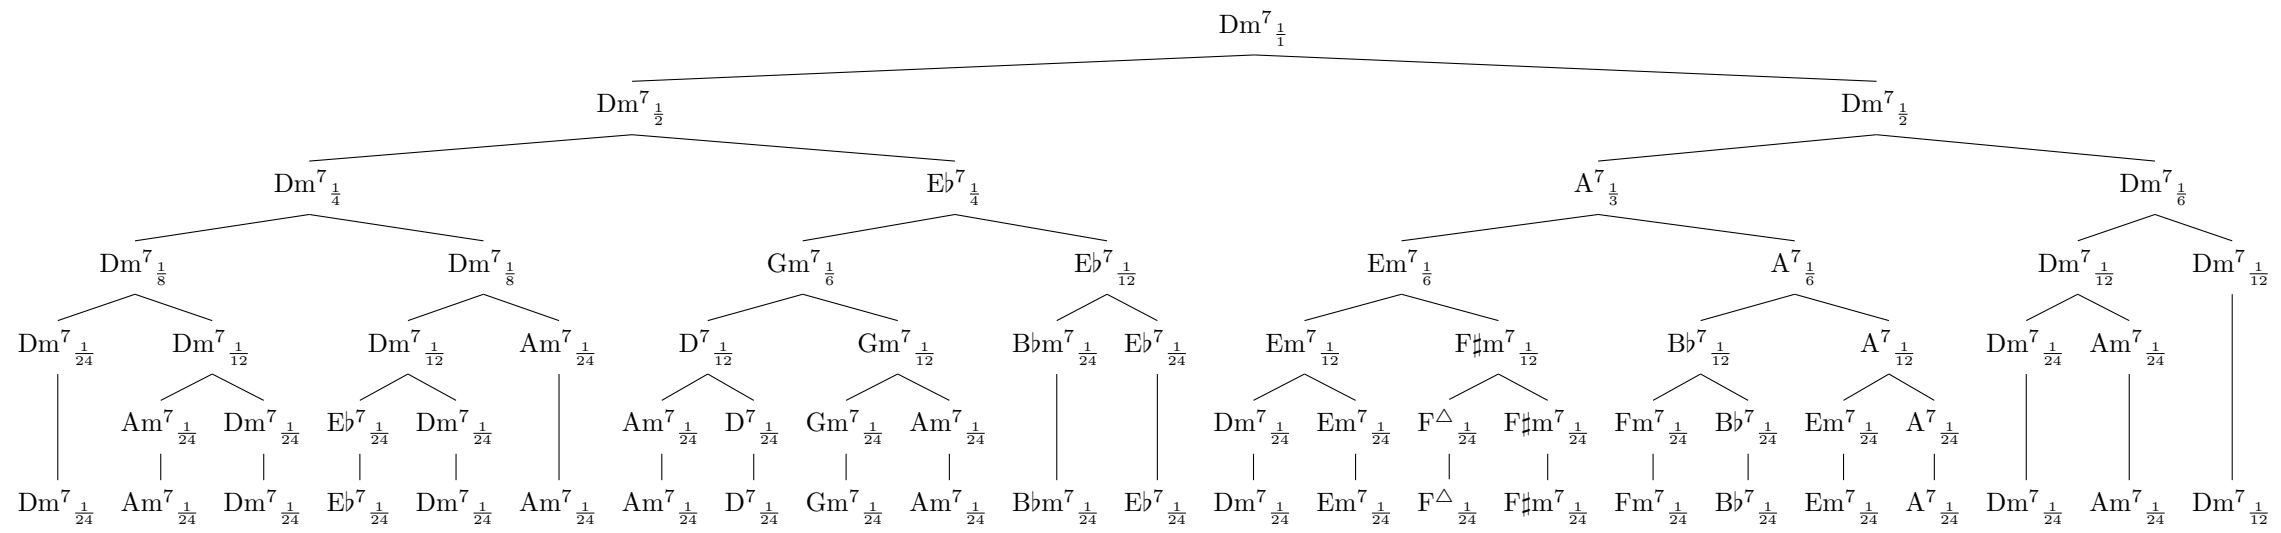 Dm⁷ 1/1
Dm⁷ 1/2 Dm⁷ 1/2
Dm⁷ 1/4 E♭⁷ 1/4 A⁷ 1/3 Dm⁷ 1/6
Dm⁷ 1/8 Dm⁷ 1/8 Gm⁷ 1/6 E♭⁷ 1/12 Em⁷ 1/6 A⁷ 1/6 Dm⁷ 1/12 Dm⁷ 1/12
Dm⁷ 1/24 Dm⁷ 1/12 Dm⁷ 1/12 Am⁷ 1/24 D⁷ 1/12 Gm⁷ 1/12 B♭m⁷ 1/24 E♭⁷ 1/24 Em⁷ 1/12 F♯m⁷ 1/12 B♭⁷ 1/12 A⁷ 1/12 Dm⁷ 1/24 Am⁷ 1/24
Am⁷ 1/24 Dm⁷ 1/24 E♭⁷ 1/24 Dm⁷ 1/24 Am⁷ 1/24 D⁷ 1/24 Gm⁷ 1/24 Am⁷ 1/24 Dm⁷ 1/24 Em⁷ 1/24 F△ 1/24 F♯m⁷ 1/24 Fm⁷ 1/24 B♭⁷ 1/24 Em⁷ 1/24 A⁷ 1/24
Dm⁷ 1/24 Am⁷ 1/24 Dm⁷ 1/24 E♭⁷ 1/24 Dm⁷ 1/24 Am⁷ 1/24 Am⁷ 1/24 D⁷ 1/24 Gm⁷ 1/24 Am⁷ 1/24 B♭m⁷ 1/24 E♭⁷ 1/24 Dm⁷ 1/24 Em⁷ 1/24 F△ 1/24 F♯m⁷ 1/24 Fm⁷ 1/24 B♭⁷ 1/24 Em⁷ 1/24 A⁷ 1/24 Dm⁷ 1/24 Am⁷ 1/24 Dm⁷ 1/12